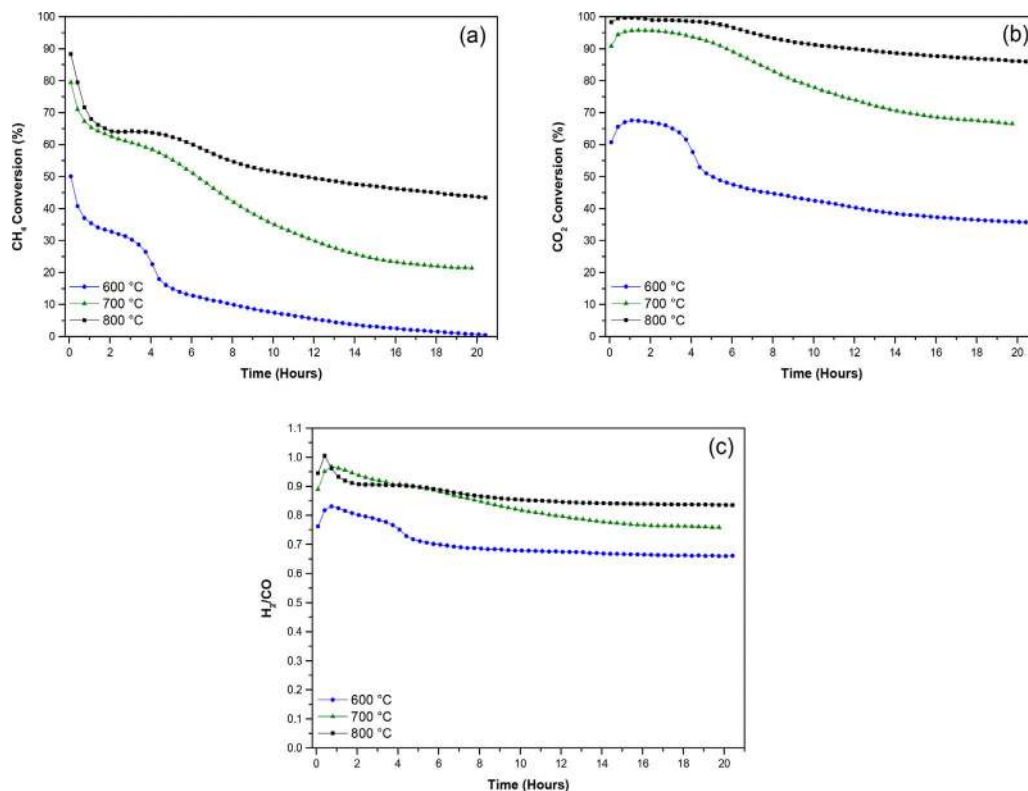 (a)
CH₄ Conversion (%)
100
90
80
70
60
50
40
30
20
10
0
600 °C
700 °C
800 °C
0 2 4 6 8 10 12 14 16 18 20
Time (Hours)
(b)
CO₂ Conversion (%)
100
90
80
70
60
50
40
30
20
10
0
600 °C
700 °C
800 °C
0 2 4 6 8 10 12 14 16 18 20
Time (Hours)
(c)
H₂/CO
1.1
1.0
0.9
0.8
0.7
0.6
0.5
0.4
0.3
0.2
0.1
0.0
600 °C
700 °C
800 °C
0 2 4 6 8 10 12 14 16 18 20
Time (Hours)